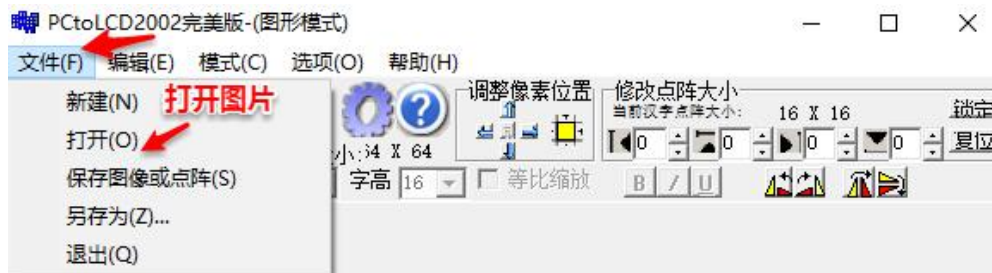 PCtoLCD2002完美版-(图形模式)
文件(F) 编辑(E) 模式(C) 选项(O) 帮助(H)
新建(N) 打开图片
打开(O)
保存图像或点阵(S)
另存为(Z)...
退出(Q)
调整像素位置
修改点阵大小
当前汉字点阵大小: 16 X 16
锁定
0 0 0 0 复位
小:64 X 64
字高 16 等比缩放 B I U